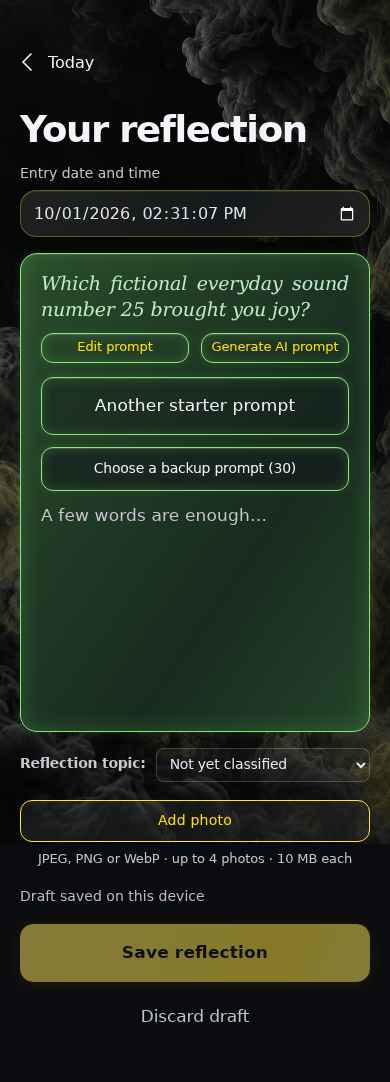 Today
Your reflection
Entry date and time
10/01/2026, 02:31:07 PM
Which fictional everyday sound
number 25 brought you joy?
Edit prompt
Generate AI prompt
Another starter prompt
Choose a backup prompt (30)
A few words are enough...
Reflection topic:
Not yet classified
Add photo
JPEG, PNG or WebP · up to 4 photos · 10 MB each
Draft saved on this device
Save reflection
Discard draft